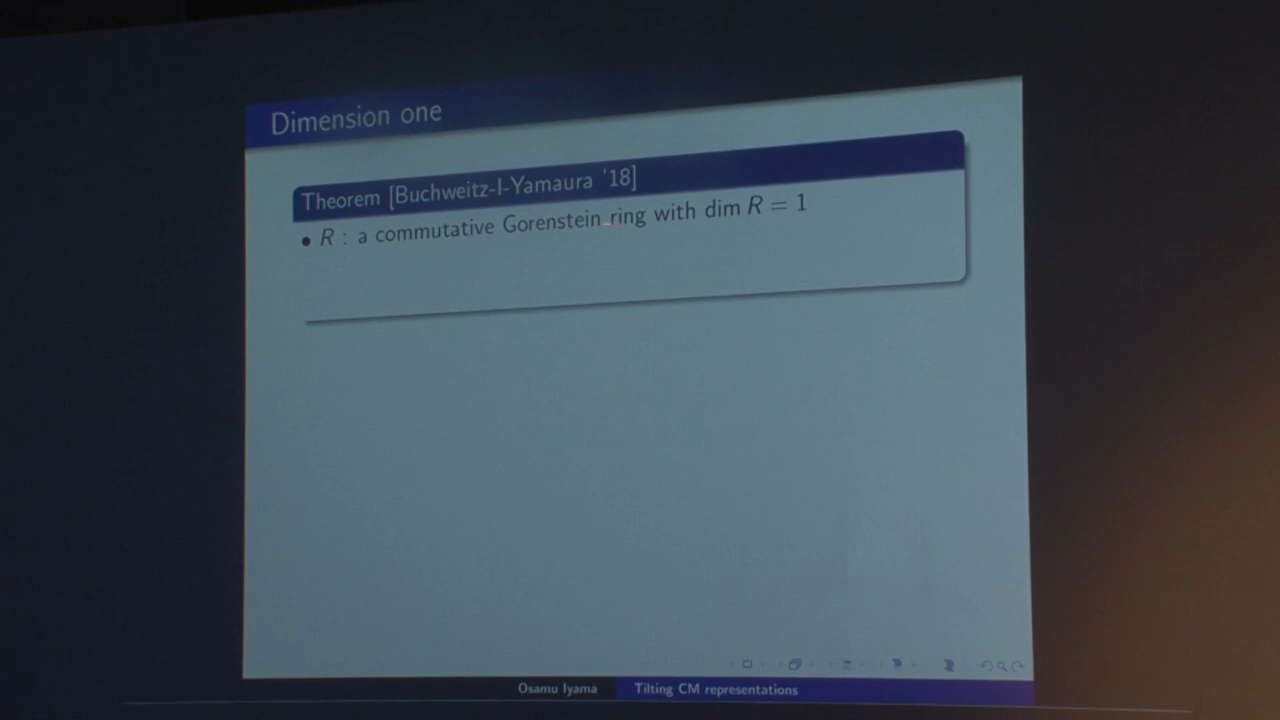 Dimension one
Theorem [Buchweitz-I-Yamaura '18]
• R : a commutative Gorenstein ring with dim R = 1
Osamu Iyama
Tilting CM representations